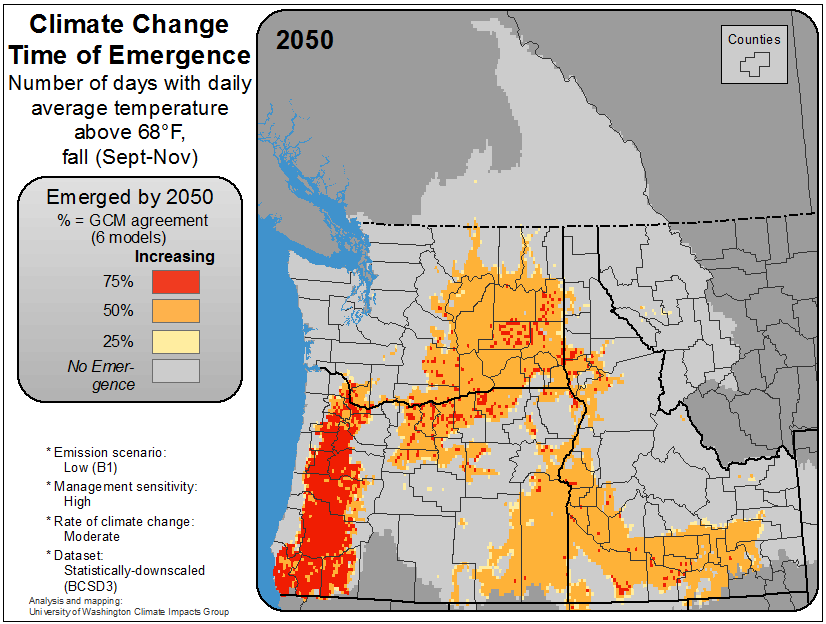 Climate Change
Time of Emergence
Number of days with daily
average temperature
above 68°F,
fall (Sept-Nov)
Emerged by 2050
% = GCM agreement
(6 models)
Increasing
75%
50%
25%
No Emer-
gence
* Emission scenario:
Low (B1)
* Management sensitivity:
High
* Rate of climate change:
Moderate
* Dataset:
Statistically-downscaled
(BCSD3)
Analysis and mapping:
University of Washington Climate Impacts Group
2050
Counties